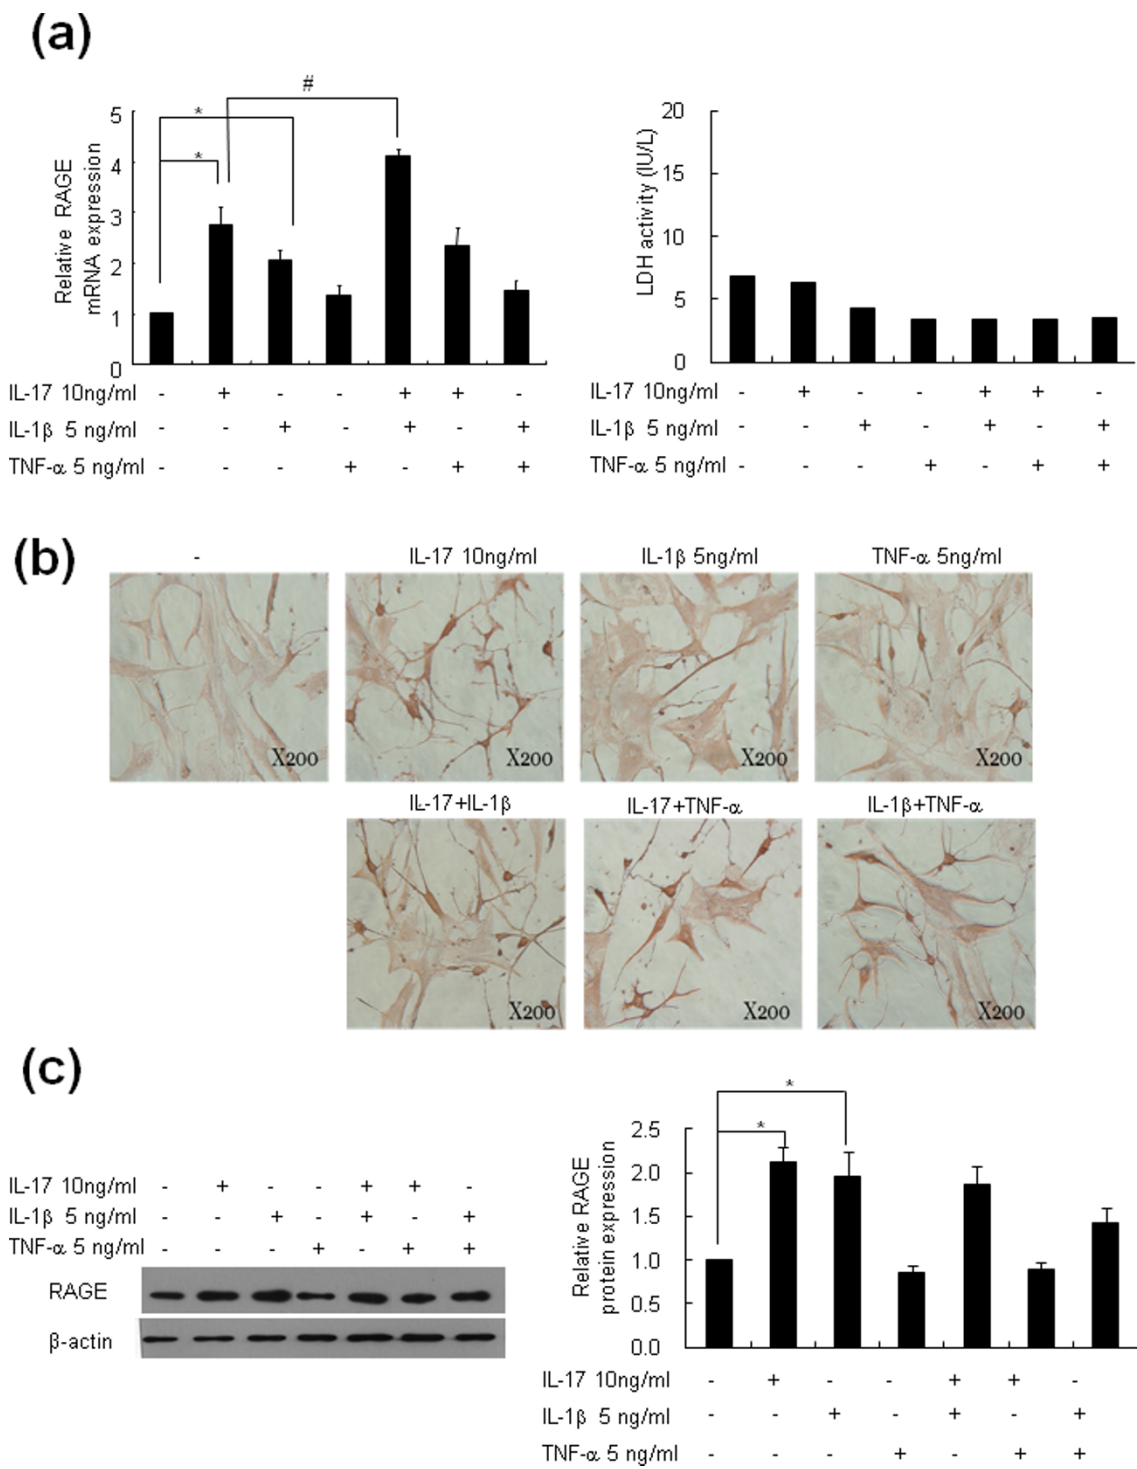 (a)
#
*
*
5
4
3
2
1
0
Relative RAGE
mRNA expression
IL-17 10ng/ml - + - - + + -
IL-1β 5 ng/ml - - + - + - +
TNF-α 5 ng/ml - - - + - + +
20
15
10
5
0
LDH activity (IU/L)
IL-17 10ng/ml - + - - + + -
IL-1β 5 ng/ml - - + - + - +
TNF-α 5 ng/ml - - - + - + +
(b)
- IL-17 10ng/ml IL-1β 5ng/ml TNF-α 5ng/ml
X200 X200 X200 X200
IL-17+IL-1β IL-17+TNF-α IL-1β+TNF-α
X200 X200 X200
(c)
IL-17 10ng/ml - + - - + + -
IL-1β 5 ng/ml - - + - + - +
TNF-α 5 ng/ml - - - + - + +
RAGE
β-actin
*
*
2.5
2.0
1.5
1.0
0.5
0.0
Relative RAGE
protein expression
IL-17 10ng/ml - + - - + + -
IL-1β 5 ng/ml - - + - + - +
TNF-α 5 ng/ml - - - + - + +